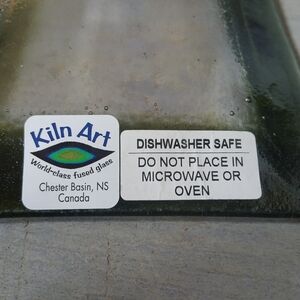 Kiln Art
World-class fused glass
Chester Basin, NS
Canada
DISHWASHER SAFE
DO NOT PLACE IN
MICROWAVE OR
OVEN